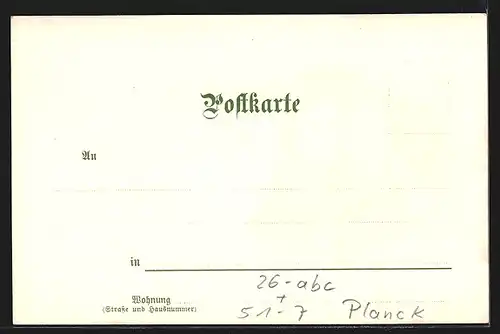 Postkarte
An
in
Wohnung
(Straße und Hausnummer)
26-abc
+
51-7 Planck